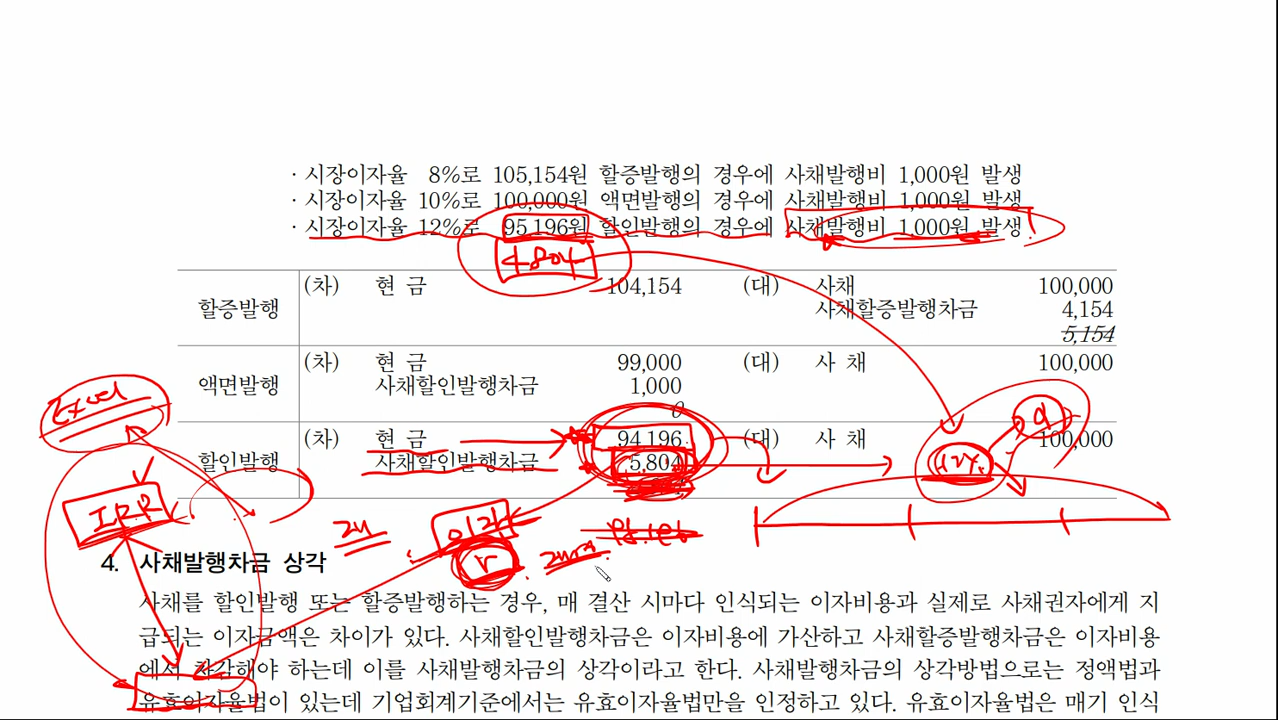 · 시장이자율 8%로 105,154원 할증발행의 경우에 사채발행비 1,000원 발생
· 시장이자율 10%로 100,000원 액면발행의 경우에 사채발행비 1,000원 발생
· 시장이자율 12%로 95,196원 할인발행의 경우에 사채발행비 1,000원 발생
4804
할증발행 (차) 현 금 104,154 (대) 사채 100,000
사채할증발행차금 4,154
5,154
액면발행 (차) 현 금 99,000 (대) 사 채 100,000
사채할인발행차금 1,000
0
Excel
할인발행 (차) 현 금 94,196 (대) 사 채 100,000
사채할인발행차금 5,804 12%
IRR
r
4. 사채발행차금 상각
사채를 할인발행 또는 할증발행하는 경우, 매 결산 시마다 인식되는 이자비용과 실제로 사채권자에게 지
급되는 이자금액은 차이가 있다. 사채할인발행차금은 이자비용에 가산하고 사채할증발행차금은 이자비용
에서 차감해야 하는데 이를 사채발행차금의 상각이라고 한다. 사채발행차금의 상각방법으로는 정액법과
유효이자율법이 있는데 기업회계기준에서는 유효이자율법만을 인정하고 있다. 유효이자율법은 매기 인식